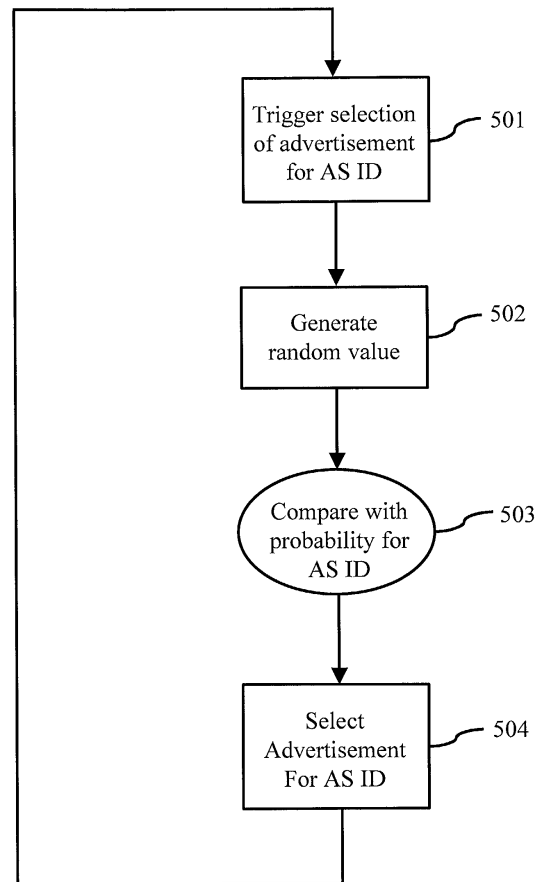 Trigger selection
of advertisement
for AS ID
501
Generate
random value
502
Compare with
probability for
AS ID
503
Select
Advertisement
For AS ID
504